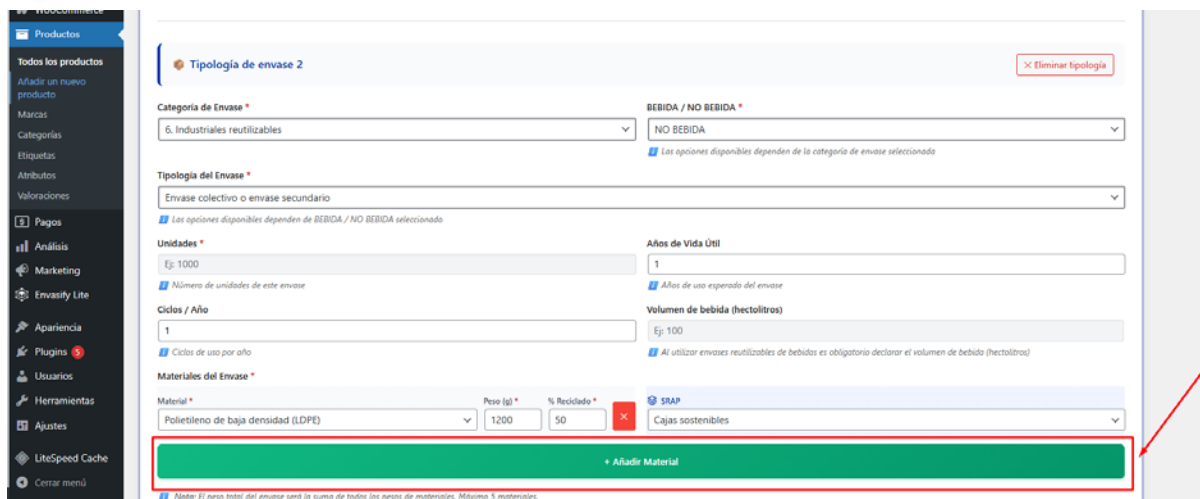 WooCommerce
Productos
Todos los productos
Añadir un nuevo
producto
Marcas
Categorías
Etiquetas
Atributos
Valoraciones
Pagos
Análisis
Marketing
Envasify Lite
Apariencia
Plugins 5
Usuarios
Herramientas
Ajustes
LiteSpeed Cache
Cerrar menú
Tipología de envase 2
× Eliminar tipología
Categoría de Envase *
BEBIDA / NO BEBIDA *
6. Industriales reutilizables
NO BEBIDA
Las opciones disponibles dependen de la categoría de envase seleccionada
Tipología del Envase *
Envase colectivo o envase secundario
Las opciones disponibles dependen de BEBIDA / NO BEBIDA seleccionado
Unidades *
Años de Vida Útil
Ej: 1000
1
Número de unidades de este envase
Años de uso esperado del envase
Ciclos / Año
Volumen de bebida (hectolitros)
1
Ej: 100
Ciclos de uso por año
Al utilizar envases reutilizables de bebidas es obligatorio declarar el volumen de bebida (hectolitros)
Materiales del Envase *
Material *
Peso (g) *
% Reciclado *
SRAP
Polietileno de baja densidad (LDPE)
1200
50
×
Cajas sostenibles
+ Añadir Material
Nota: El peso total del envase será la suma de todos los pesos de materiales. Máximo 5 materiales.